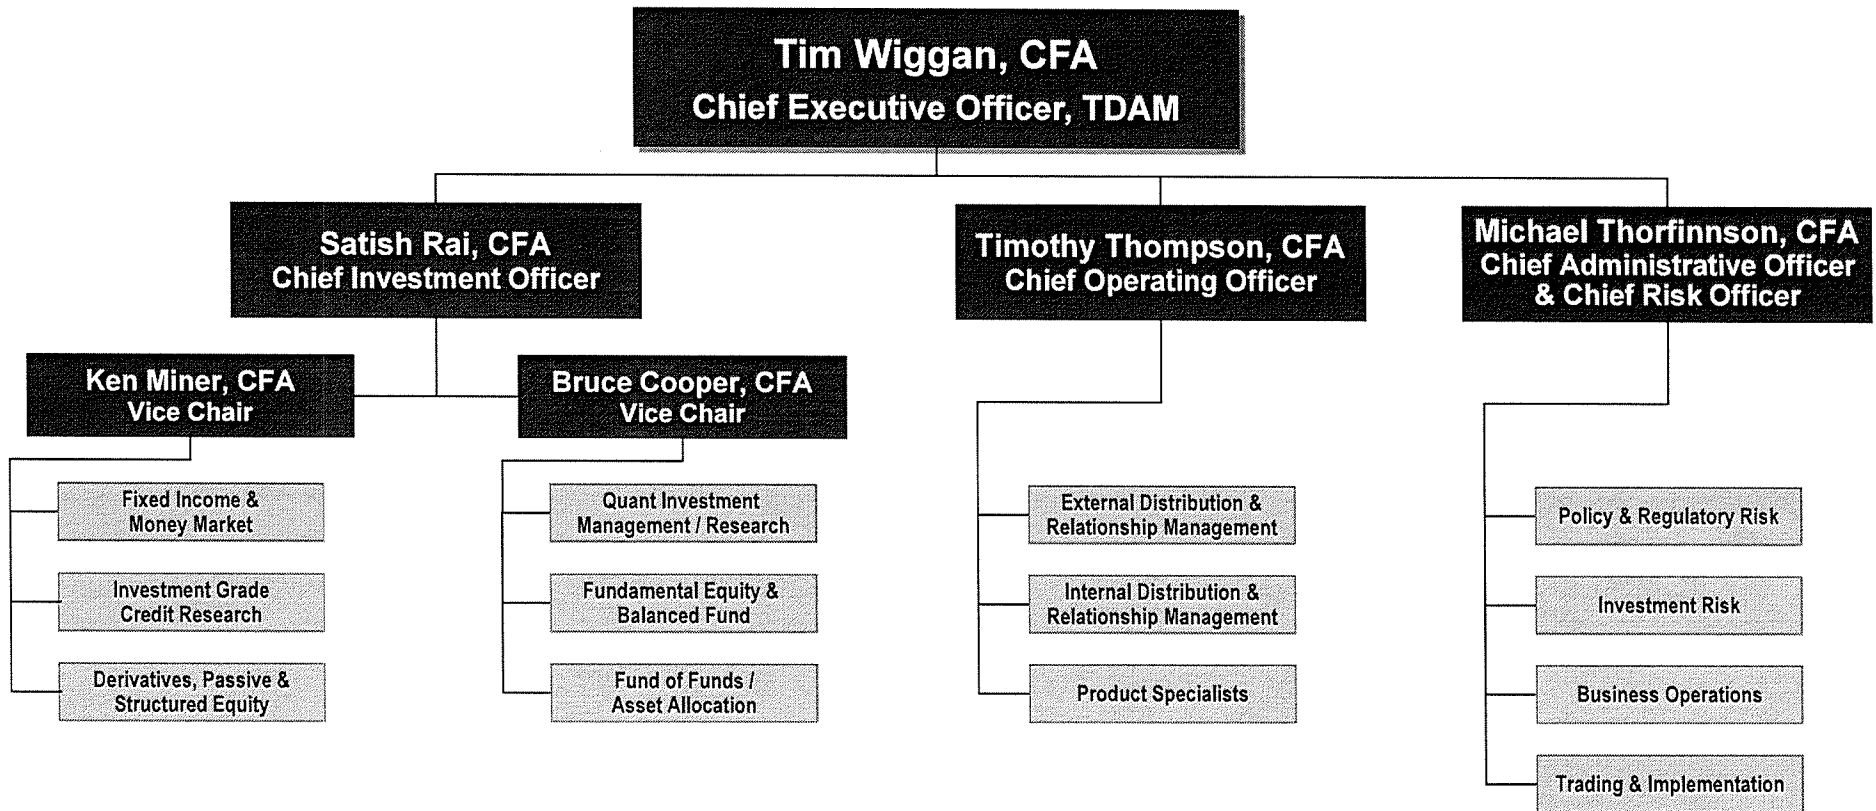 Tim Wiggan, CFA
Chief Executive Officer, TDAM
Satish Rai, CFA
Chief Investment Officer
Timothy Thompson, CFA
Chief Operating Officer
Michael Thorfinnson, CFA
Chief Administrative Officer
& Chief Risk Officer
Ken Miner, CFA
Vice Chair
Bruce Cooper, CFA
Vice Chair
Fixed Income &
Money Market
Investment Grade
Credit Research
Derivatives, Passive &
Structured Equity
Quant Investment
Management / Research
Fundamental Equity &
Balanced Fund
Fund of Funds /
Asset Allocation
External Distribution &
Relationship Management
Internal Distribution &
Relationship Management
Product Specialists
Policy & Regulatory Risk
Investment Risk
Business Operations
Trading & Implementation